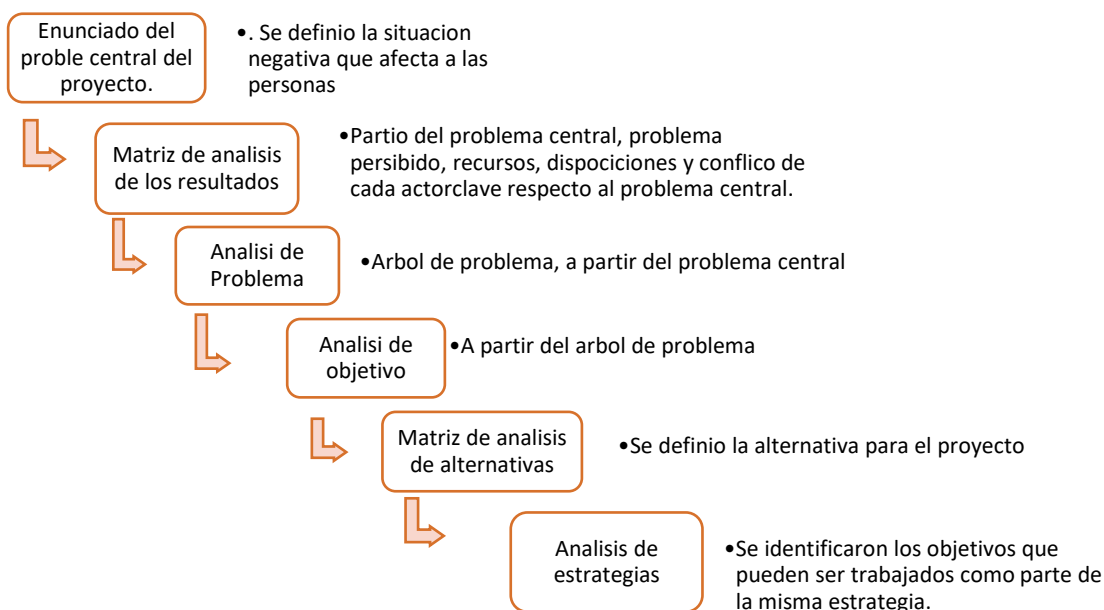 Enunciado del
proble central del
proyecto.
•. Se definio la situacion
negativa que afecta a las
personas
Matriz de analisis
de los resultados
•Partio del problema central, problema
persibido, recursos, dispociciones y conflico de
cada actorclave respecto al problema central.
Analisi de
Problema
•Arbol de problema, a partir del problema central
Analisi de
objetivo
•A partir del arbol de problema
Matriz de analisis
de alternativas
•Se definio la alternativa para el proyecto
Analisis de
estrategias
•Se identificaron los objetivos que
pueden ser trabajados como parte de
la misma estrategia.